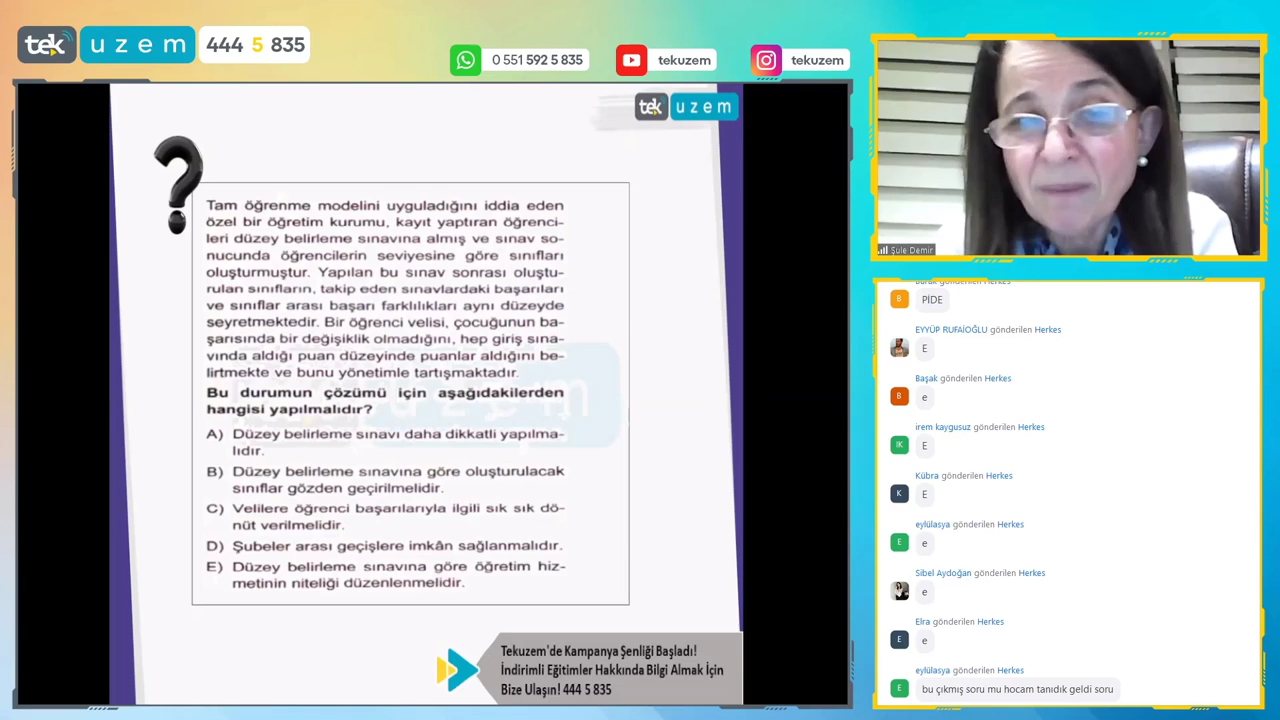 tek uzem 444 5 835
0 551 592 5 835
tekuzem
tekuzem
tek uzem
Tam öğrenme modelini uyguladığını iddia eden
özel bir öğretim kurumu, kayıt yaptıran öğrenci-
leri düzey belirleme sınavına almış ve sınav so-
nucunda öğrencilerin seviyesine göre sınıfları
oluşturmuştur. Yapılan bu sınav sonrası oluştu-
rulan sınıfların, takip eden sınavlardaki başarıları
ve sınıflar arası başarı farklılıkları aynı düzeyde
seyretmektedir. Bir öğrenci velisi, çocuğunun ba-
şarısında bir değişiklik olmadığını, hep giriş sına-
vında aldığı puan düzeyinde puanlar aldığını be-
lirtmekte ve bunu yönetimle tartışmaktadır.
Bu durumun çözümü için aşağıdakilerden
hangisi yapılmalıdır?
A) Düzey belirleme sınavı daha dikkatli yapılma-
lıdır.
B) Düzey belirleme sınavına göre oluşturulacak
sınıflar gözden geçirilmelidir.
C) Velilere öğrenci başarılarıyla ilgili sık sık dö-
nüt verilmelidir.
D) Şubeler arası geçişlere imkân sağlanmalıdır.
E) Düzey belirleme sınavına göre öğretim hiz-
metinin niteliği düzenlenmelidir.
Tekuzem'de Kampanya Şenliği Başladı!
İndirimli Eğitimler Hakkında Bilgi Almak İçin
Bize Ulaşın! 444 5 835
Şule Demir
gönderilen Herkes
B PİDE
EYYÜP RUFAİOĞLU gönderilen Herkes
E
Başak gönderilen Herkes
B e
irem kaygusuz gönderilen Herkes
İK E
Kübra gönderilen Herkes
K E
eylülasya gönderilen Herkes
E e
Sibel Aydoğan gönderilen Herkes
e
Elra gönderilen Herkes
E e
eylülasya gönderilen Herkes
E bu çıkmış soru mu hocam tanıdık geldi soru